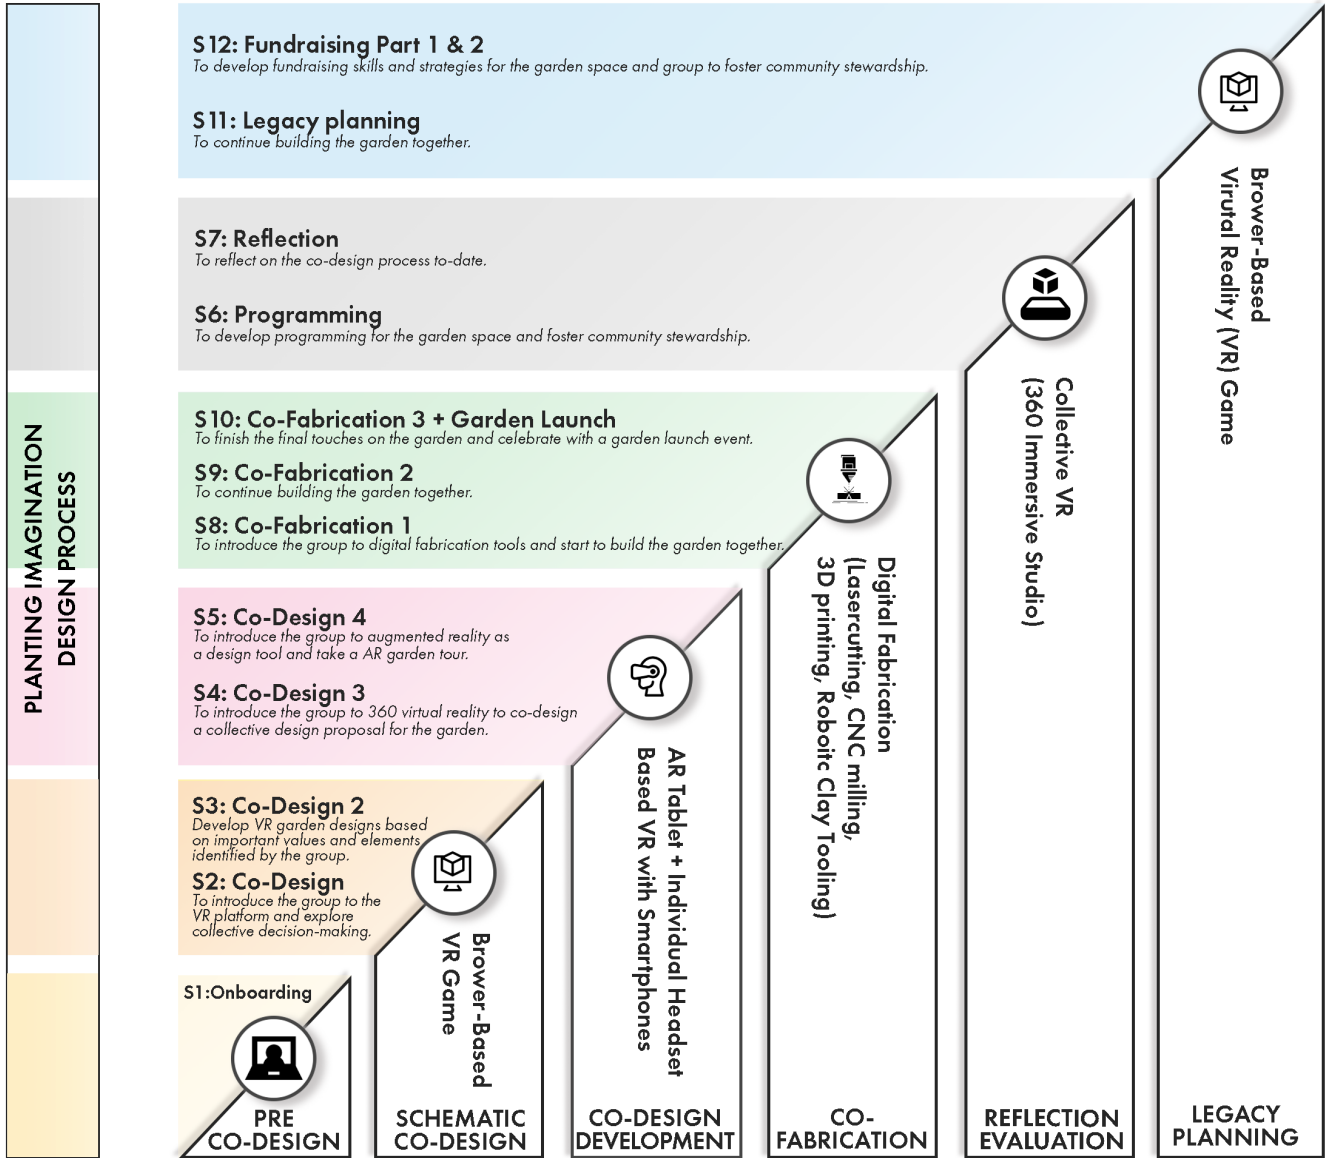 S12: Fundraising Part 1 & 2
To develop fundraising skills and strategies for the garden space and group to foster community stewardship.
S11: Legacy planning
To continue building the garden together.
S7: Reflection
To reflect on the co-design process to-date.
S6: Programming
To develop programming for the garden space and foster community stewardship.
S10: Co-Fabrication 3 + Garden Launch
To finish the final touches on the garden and celebrate with a garden launch event.
S9: Co-Fabrication 2
To continue building the garden together.
S8: Co-Fabrication 1
To introduce the group to digital fabrication tools and start to build the garden together.
S5: Co-Design 4
To introduce the group to augmented reality as
a design tool and take a AR garden tour.
S4: Co-Design 3
To introduce the group to 360 virtual reality to co-design
a collective design proposal for the garden.
S3: Co-Design 2
Develop VR garden designs based
on important values and elements
identified by the group.
S2: Co-Design
To introduce the group to the
VR platform and explore
collective decision-making.
S1:Onboarding
PLANTING IMAGINATION
DESIGN PROCESS
Brower-Based
VR Game
AR Tablet + Individual Headset
Based VR with Smartphones
Digital Fabrication
(Lasercutting, CNC milling,
3D printing, Roboitc Clay Tooling)
Collective VR
(360 Immersive Studio)
Brower-Based
Virutal Reality (VR) Game
PRE
CO-DESIGN
SCHEMATIC
CO-DESIGN
CO-DESIGN
DEVELOPMENT
CO-
FABRICATION
REFLECTION
EVALUATION
LEGACY
PLANNING